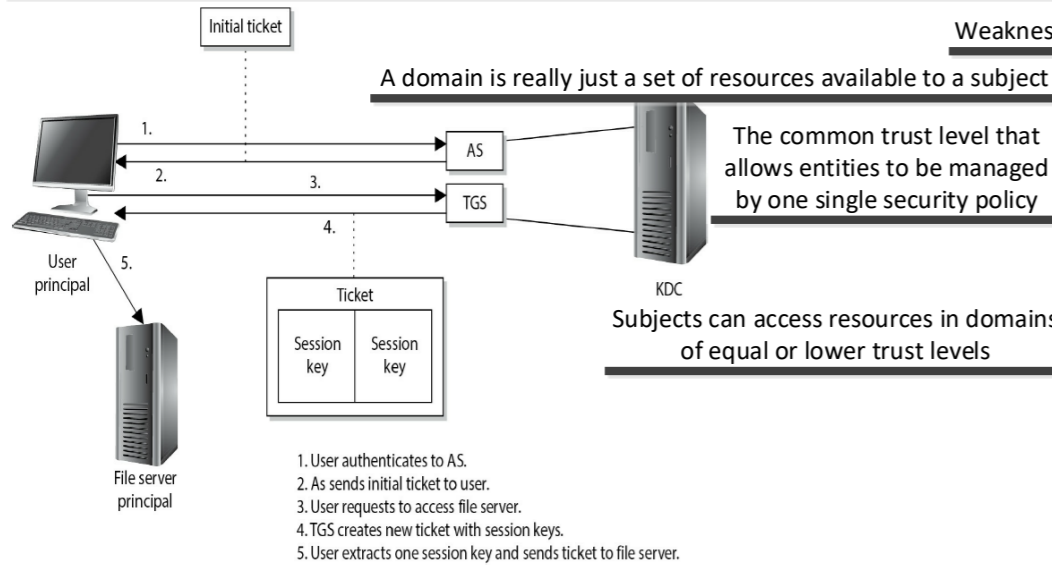 Initial ticket
Weaknes
A domain is really just a set of resources available to a subject
1.
AS
The common trust level that
allows entities to be managed
by one single security policy
2.
3.
TGS
4.
User
principal
5.
KDC
Ticket
Session
key
Session
key
Subjects can access resources in domains
of equal or lower trust levels
File server
principal
1. User authenticates to AS.
2. As sends initial ticket to user.
3. User requests to access file server.
4. TGS creates new ticket with session keys.
5. User extracts one session key and sends ticket to file server.